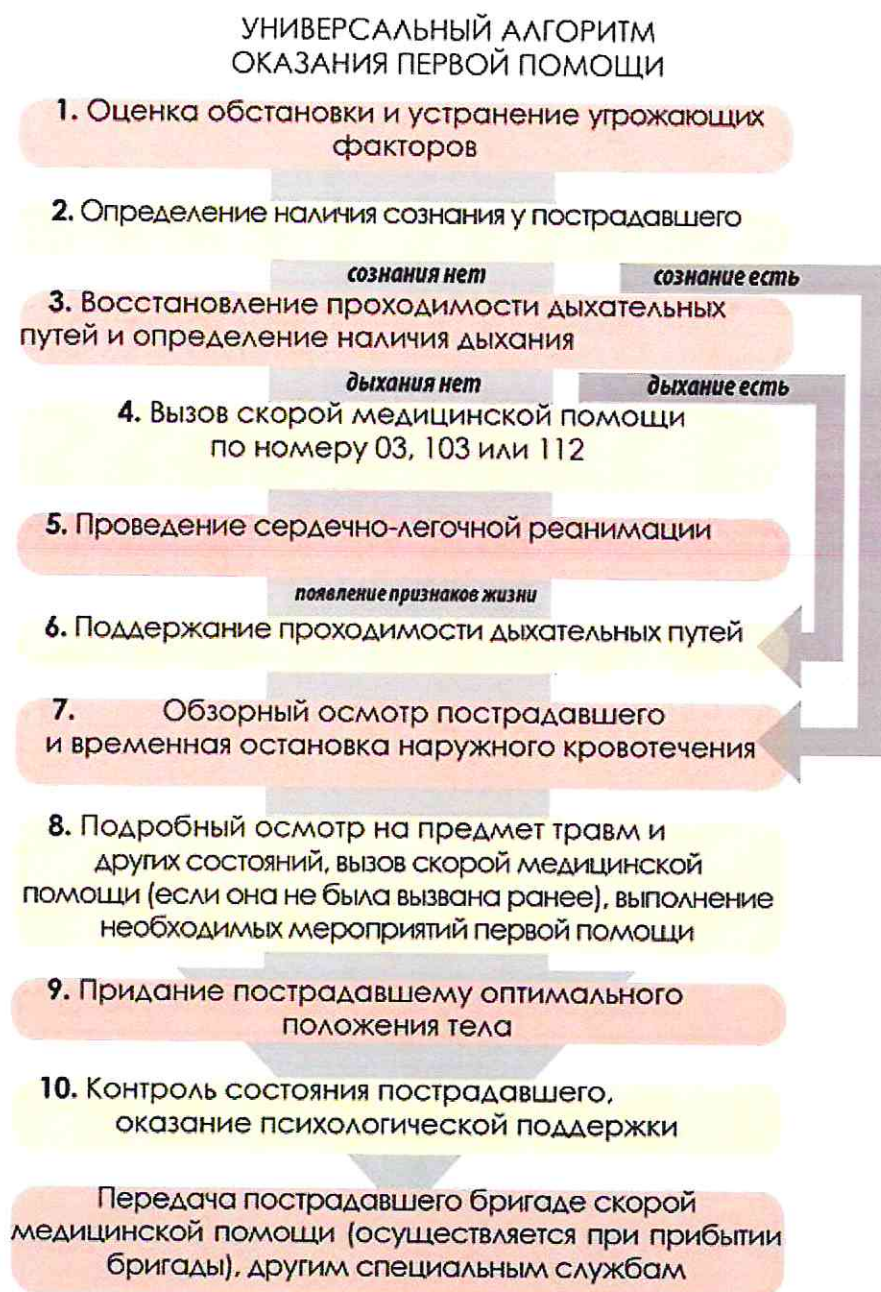 УНИВЕРСАЛЬНЫЙ АЛГОРИТМ
ОКАЗАНИЯ ПЕРВОЙ ПОМОЩИ
1. Оценка обстановки и устранение угрожающих
факторов
2. Определение наличия сознания у пострадавшего
сознания нет
сознание есть
3. Восстановление проходимости дыхательных
путей и определение наличия дыхания
дыхания нет
дыхание есть
4. Вызов скорой медицинской помощи
по номеру 03, 103 или 112
5. Проведение сердечно-легочной реанимации
появление признаков жизни
6. Поддержание проходимости дыхательных путей
7. Обзорный осмотр пострадавшего
и временная остановка наружного кровотечения
8. Подробный осмотр на предмет травм и
других состояний, вызов скорой медицинской
помощи (если она не была вызвана ранее), выполнение
необходимых мероприятий первой помощи
9. Придание пострадавшему оптимального
положения тела
10. Контроль состояния пострадавшего,
оказание психологической поддержки
Передача пострадавшего бригаде скорой
медицинской помощи (осуществляется при прибытии
бригады), другим специальным службам